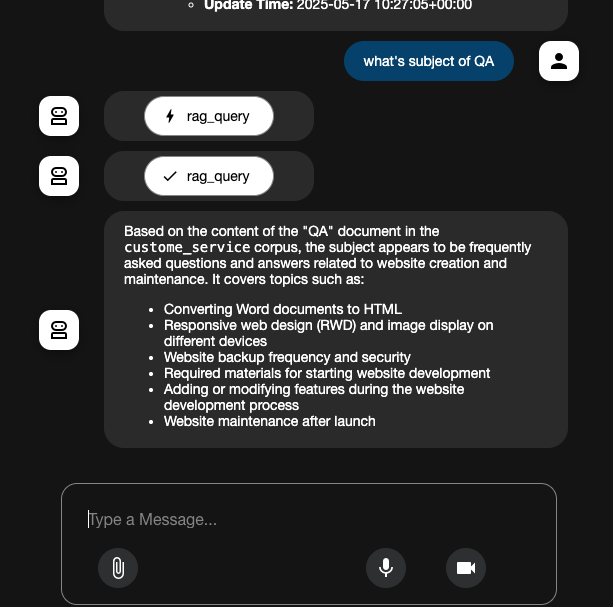 Update Time: 2025-05-17 10:27:05+00:00
what's subject of QA
rag_query
rag_query
Based on the content of the "QA" document in the
custome_service corpus, the subject appears to be frequently
asked questions and answers related to website creation and
maintenance. It covers topics such as:
Converting Word documents to HTML
Responsive web design (RWD) and image display on
different devices
Website backup frequency and security
Required materials for starting website development
Adding or modifying features during the website
development process
Website maintenance after launch
Type a Message...